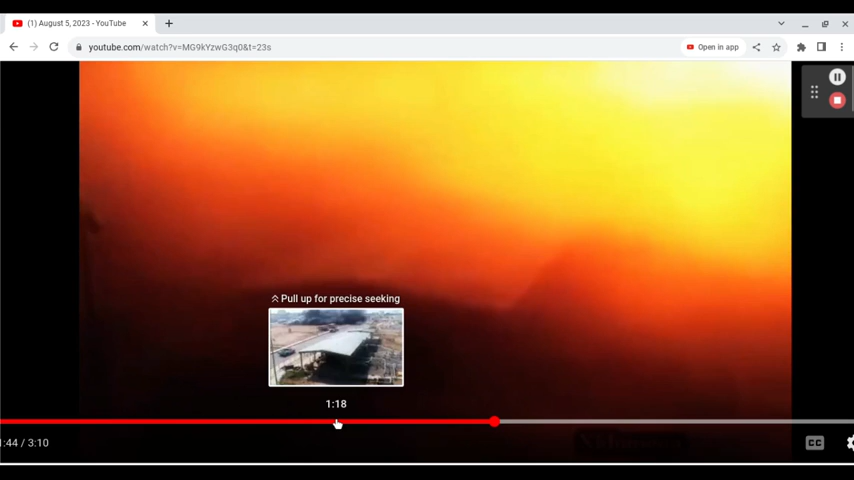 (1) August 5, 2023 - YouTube
youtube.com/watch?v=MG9kYzwG3q0&t=23s
Open in app
Pull up for precise seeking
1:18
1:44 / 3:10
CC